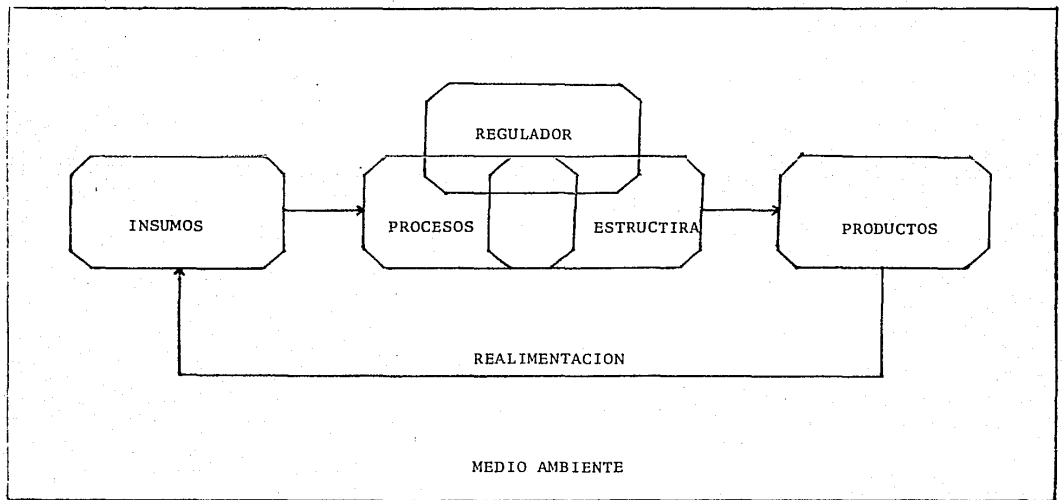 REGULADOR
INSUMOS
PROCESOS
ESTRUCTIRA
PRODUCTOS
REALIMENTACION
MEDIO AMBIENTE